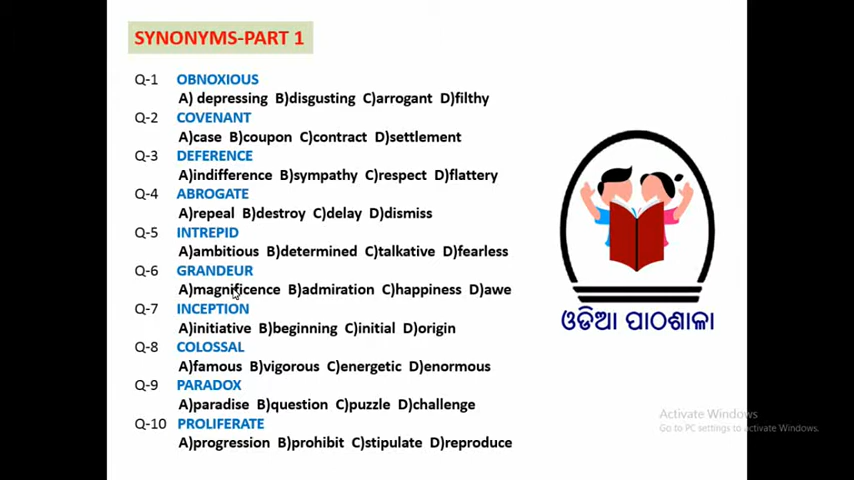 SYNONYMS-PART 1
Q-1 OBNOXIOUS
A) depressing B)disgusting C)arrogant D)filthy
Q-2 COVENANT
A)case B)coupon C)contract D)settlement
Q-3 DEFERENCE
A)indifference B)sympathy C)respect D)flattery
Q-4 ABROGATE
A)repeal B)destroy C)delay D)dismiss
Q-5 INTREPID
A)ambitious B)determined C)talkative D)fearless
Q-6 GRANDEUR
A)magnificence B)admiration C)happiness D)awe
Q-7 INCEPTION
A)initiative B)beginning C)initial D)origin
Q-8 COLOSSAL
A)famous B)vigorous C)energetic D)enormous
Q-9 PARADOX
A)paradise B)question C)puzzle D)challenge
Q-10 PROLIFERATE
A)progression B)prohibit C)stipulate D)reproduce
ଓଡିଆ ପାଠଶାଳା
Activate Windows
Go to PC settings to activate Windows.